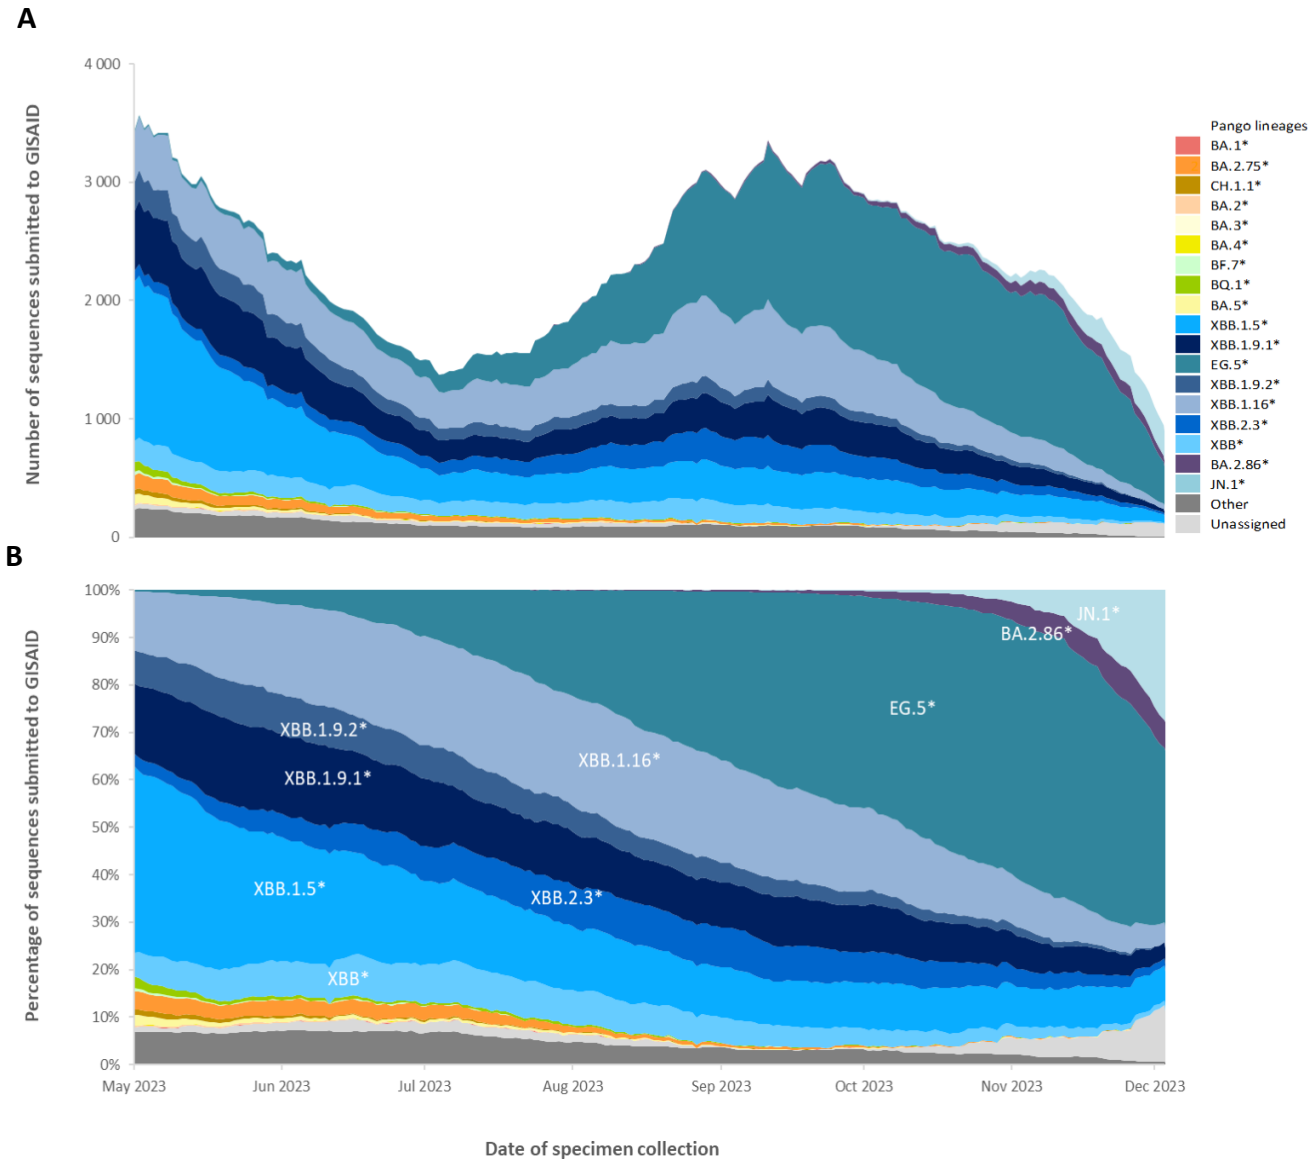 A
4 000
3 000
2 000
1 000
0
Number of sequences submitted to GISAID
Pango lineages
BA.1*
BA.2.75*
CH.1.1*
BA.2*
BA.3*
BA.4*
BF.7*
BQ.1*
BA.5*
XBB.1.5*
XBB.1.9.1*
EG.5*
XBB.1.9.2*
XBB.1.16*
XBB.2.3*
XBB*
BA.2.86*
JN.1*
Other
Unassigned
B
100%
90%
80%
70%
60%
50%
40%
30%
20%
10%
0%
Percentage of sequences submitted to GISAID
JN.1*
BA.2.86*
EG.5*
XBB.1.9.2*
XBB.1.16*
XBB.1.9.1*
XBB.1.5*
XBB.2.3*
XBB*
May 2023
Jun 2023
Jul 2023
Aug 2023
Sep 2023
Oct 2023
Nov 2023
Dec 2023
Date of specimen collection